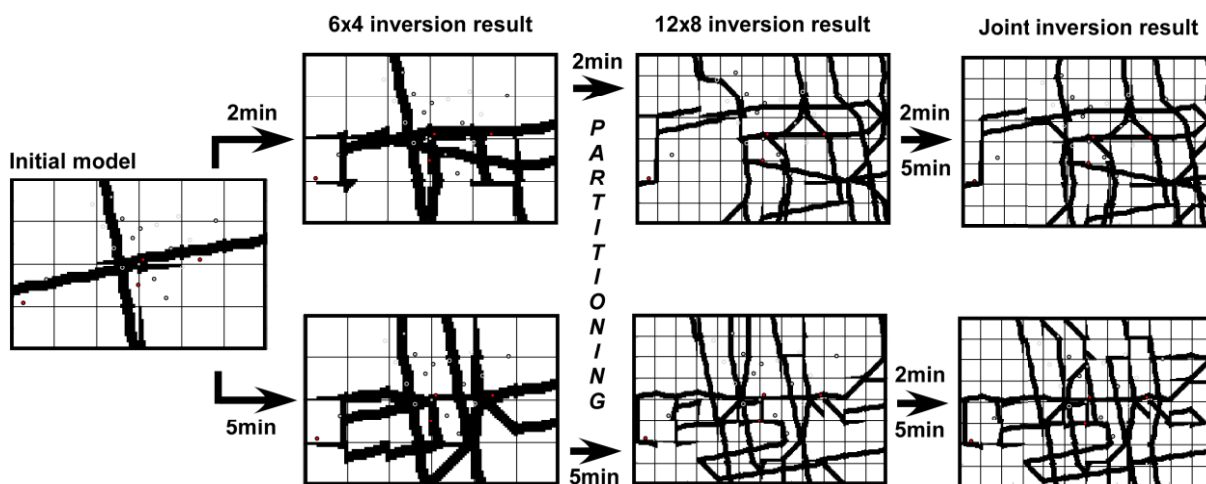 6x4 inversion result
12x8 inversion result
Joint inversion result
2min
2min
2min
5min
Initial model
PARTITIONING
5min
5min
2min
5min